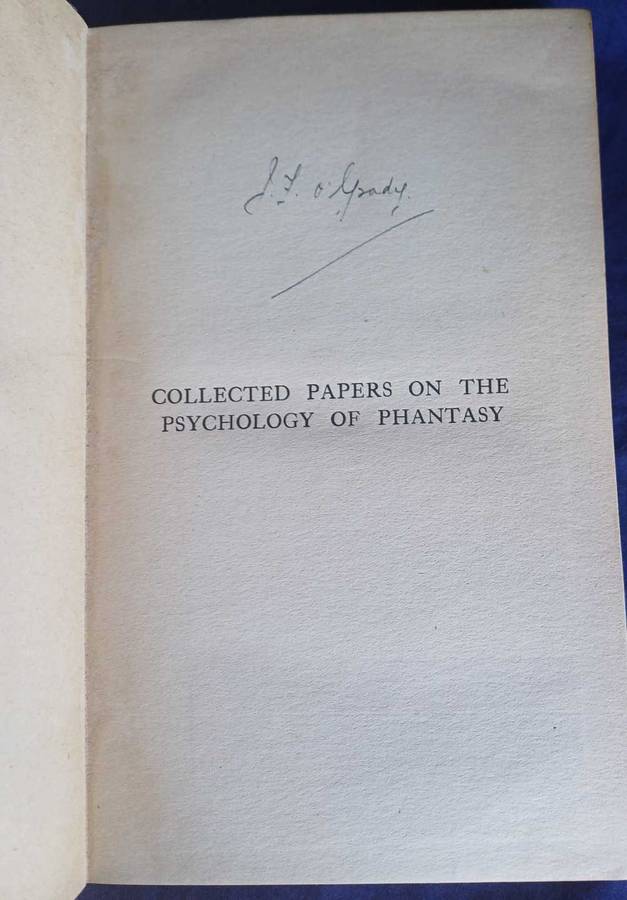 J. F. O'Grady.
COLLECTED PAPERS ON THE
PSYCHOLOGY OF PHANTASY